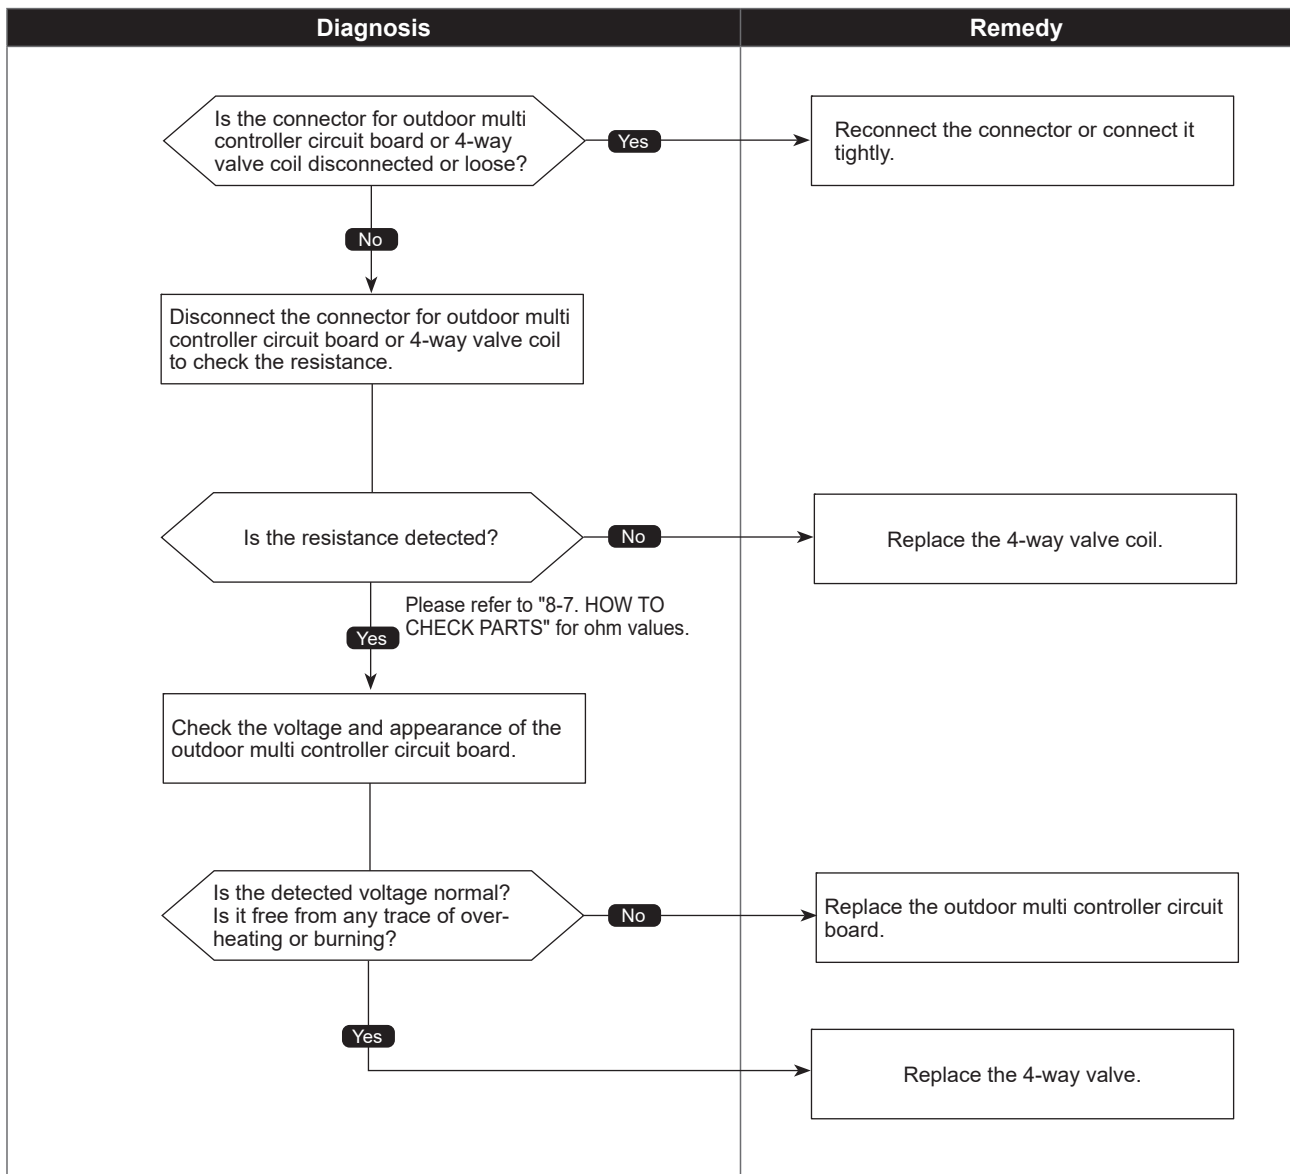 Diagnosis
Remedy
Is the connector for outdoor multi
controller circuit board or 4-way
valve coil disconnected or loose?
Yes
Reconnect the connector or connect it
tightly.
No
Disconnect the connector for outdoor multi
controller circuit board or 4-way valve coil
to check the resistance.
Is the resistance detected?
No
Replace the 4-way valve coil.
Please refer to "8-7. HOW TO
CHECK PARTS" for ohm values.
Yes
Check the voltage and appearance of the
outdoor multi controller circuit board.
Is the detected voltage normal?
Is it free from any trace of over-
heating or burning?
No
Replace the outdoor multi controller circuit
board.
Yes
Replace the 4-way valve.